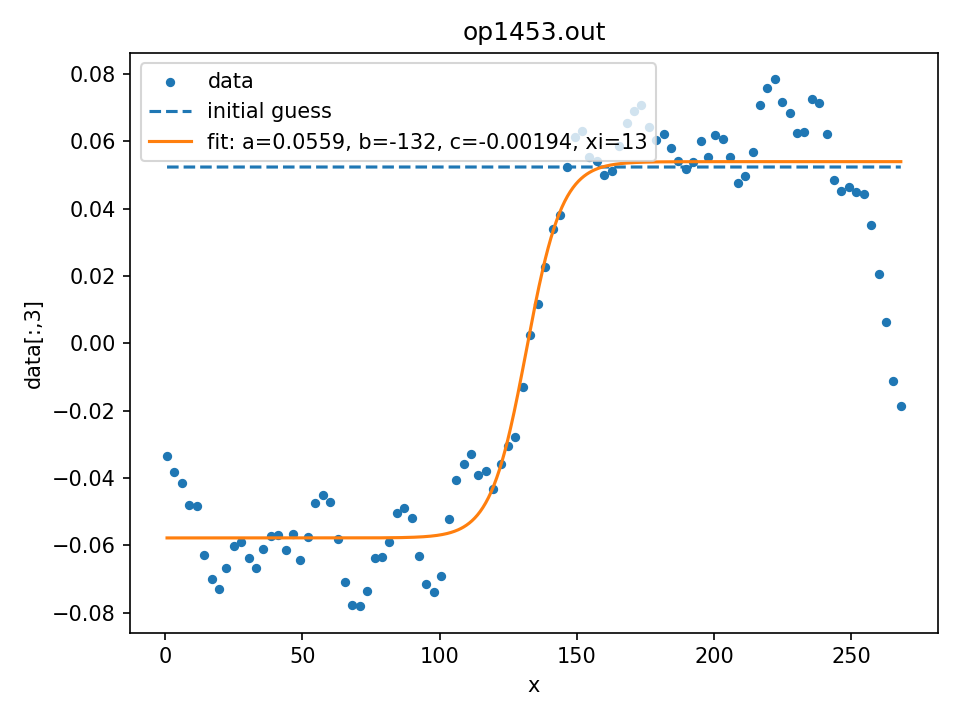 op1453.out
data
initial guess
fit: a=0.0559, b=-132, c=-0.00194, xi=13
0.08
0.06
0.04
0.02
0.00
−0.02
−0.04
−0.06
−0.08
data[:,3]
0
50
100
150
200
250
x